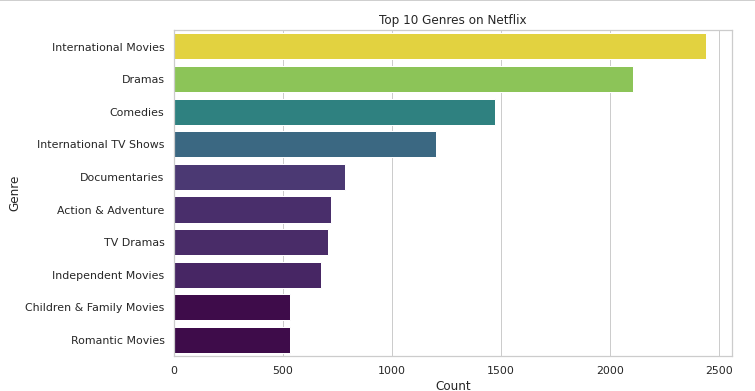 Top 10 Genres on Netflix
International Movies
Dramas
Comedies
International TV Shows
Documentaries
Action & Adventure
TV Dramas
Independent Movies
Children & Family Movies
Romantic Movies
Genre
0 500 1000 1500 2000 2500
Count